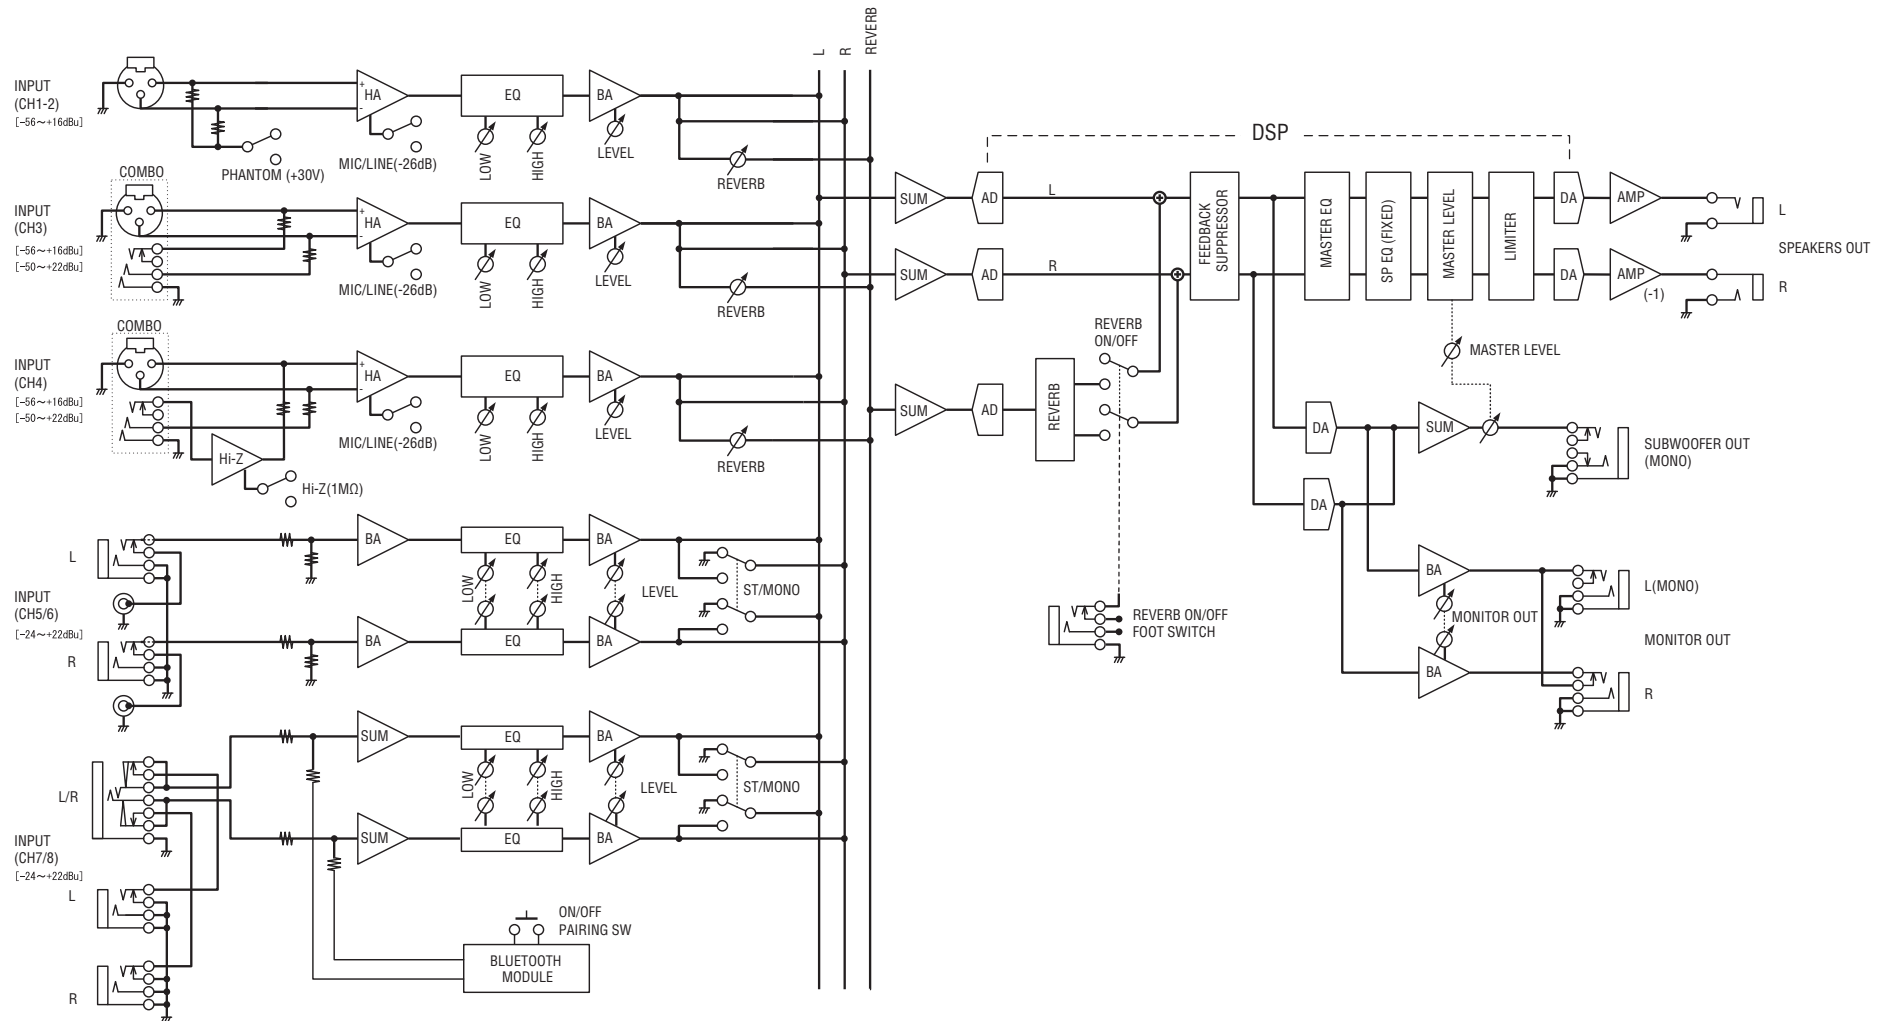 L
R
REVERB
INPUT
(CH1-2)
[-56～+16dBu]
+
-
HA
EQ
BA
LOW
HIGH
LEVEL
PHANTOM (+30V)
MIC/LINE(-26dB)
REVERB
COMBO
INPUT
(CH3)
[-56～+16dBu]
[-50～+22dBu]
+
-
HA
EQ
BA
LOW
HIGH
LEVEL
MIC/LINE(-26dB)
REVERB
COMBO
INPUT
(CH4)
[-56～+16dBu]
[-50～+22dBu]
+
-
HA
EQ
BA
LOW
HIGH
LEVEL
MIC/LINE(-26dB)
REVERB
Hi-Z
Hi-Z(1MΩ)
L
INPUT
(CH5/6)
[-24～+22dBu]
R
BA
EQ
BA
LOW
HIGH
LEVEL
ST/MONO
BA
EQ
BA
L/R
INPUT
(CH7/8)
[-24～+22dBu]
L
R
SUM
EQ
BA
LOW
HIGH
LEVEL
ST/MONO
SUM
EQ
BA
ON/OFF
PAIRING SW
BLUETOOTH
MODULE
DSP
SUM
AD
L
FEEDBACK
SUPPRESSOR
MASTER EQ
SP EQ (FIXED)
MASTER LEVEL
LIMITER
DA
AMP
L
SPEAKERS OUT
SUM
AD
R
DA
AMP
(-1)
R
REVERB
ON/OFF
MASTER LEVEL
SUM
AD
REVERB
DA
SUM
SUBWOOFER OUT
(MONO)
DA
BA
L(MONO)
MONITOR OUT
MONITOR OUT
BA
R
REVERB ON/OFF
FOOT SWITCH